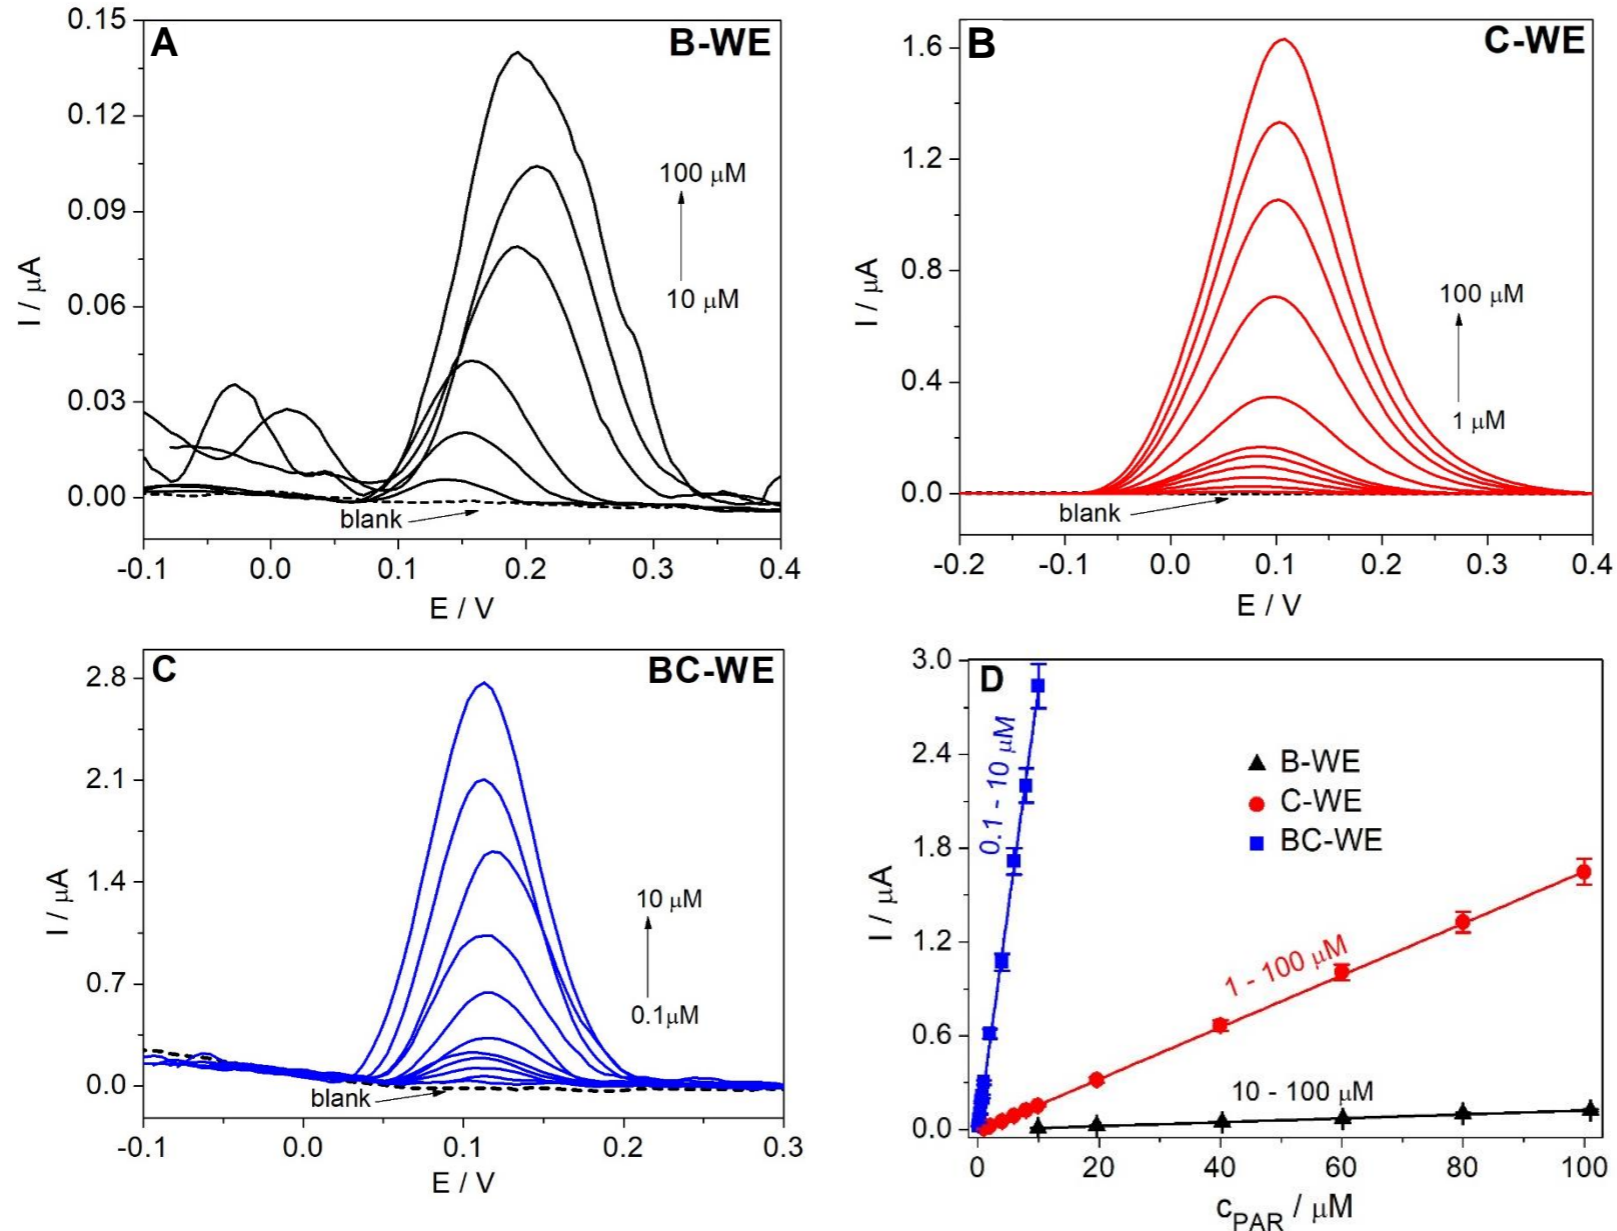 A
B-WE
0.15
0.12
0.09
0.06
0.03
0.00
I / μA
100 μM
10 μM
blank
-0.1 0.0 0.1 0.2 0.3 0.4
E / V
B
C-WE
1.6
1.2
0.8
0.4
0.0
I / μA
100 μM
1 μM
blank
-0.2 -0.1 0.0 0.1 0.2 0.3 0.4
E / V
C
BC-WE
2.8
2.1
1.4
0.7
0.0
I / μA
10 μM
0.1μM
blank
-0.1 0.0 0.1 0.2 0.3
E / V
D
3.0
2.4
1.8
1.2
0.6
0.0
I / μA
0.1 - 10 μM
B-WE
C-WE
BC-WE
1 - 100 μM
10 - 100 μM
0 20 40 60 80 100
cPAR / μM